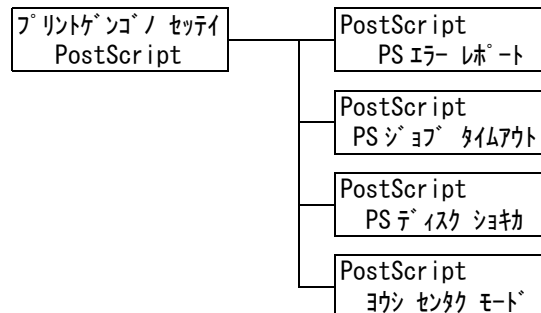 ﾌﾟﾘﾝﾄｹﾞﾝｺﾞﾉ ｾｯﾃｲ
PostScript
PostScript
PS ｴﾗｰ ﾚﾎﾟｰﾄ
PostScript
PS ｼﾞｮﾌﾞ ﾀｲﾑｱｳﾄ
PostScript
PS ﾃﾞｨｽｸ ｼｮｷｶ
PostScript
ﾖｳｼ ｾﾝﾀｸ ﾓｰﾄﾞ